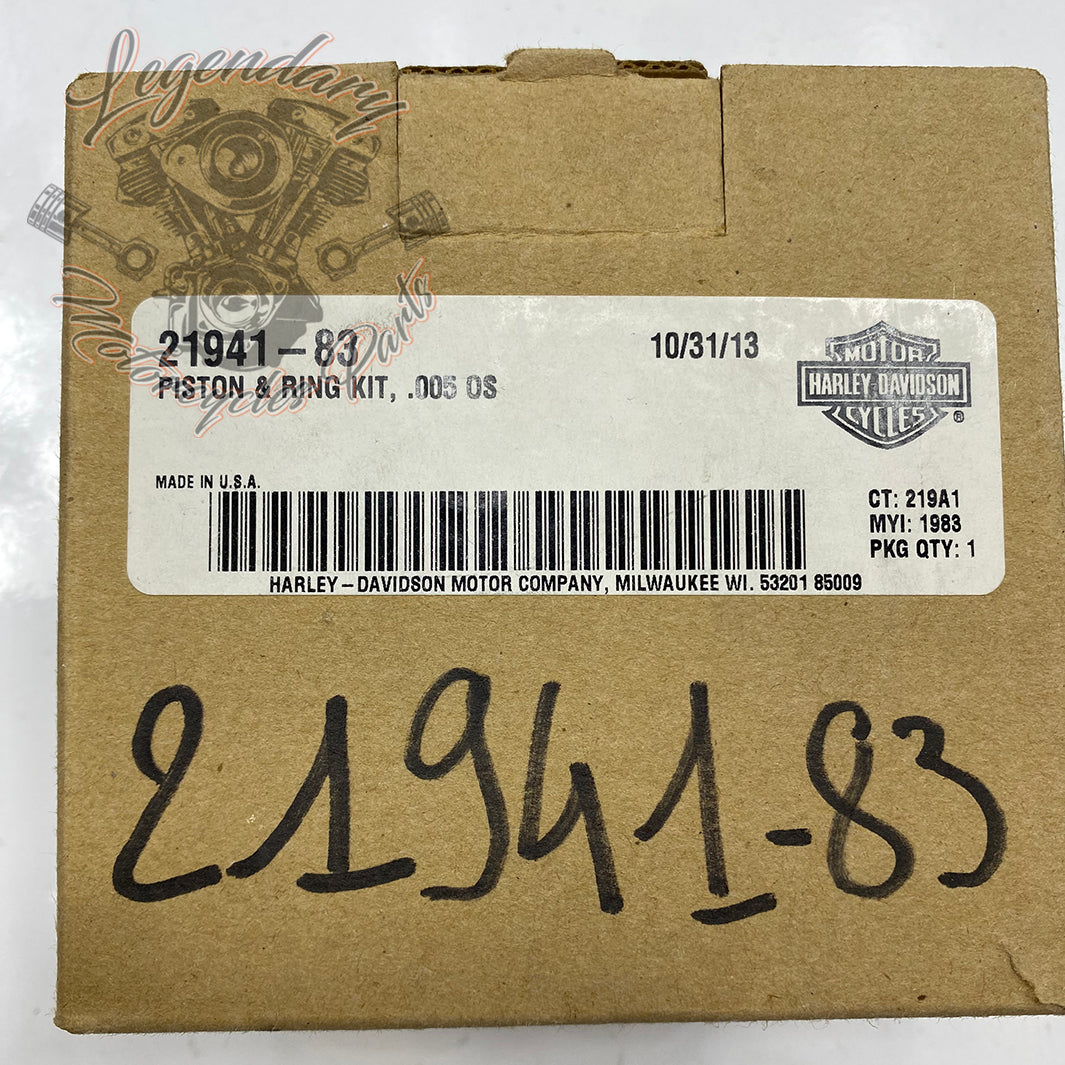 Legendary
Motorcycles Parts
21941-83
10/31/13
PISTON & RING KIT, .005 OS
MOTOR
HARLEY-DAVIDSON
CYCLES
®
MADE IN U.S.A.
CT: 219A1
MYI: 1983
PKG QTY: 1
HARLEY-DAVIDSON MOTOR COMPANY, MILWAUKEE WI. 53201 85009
21941-83